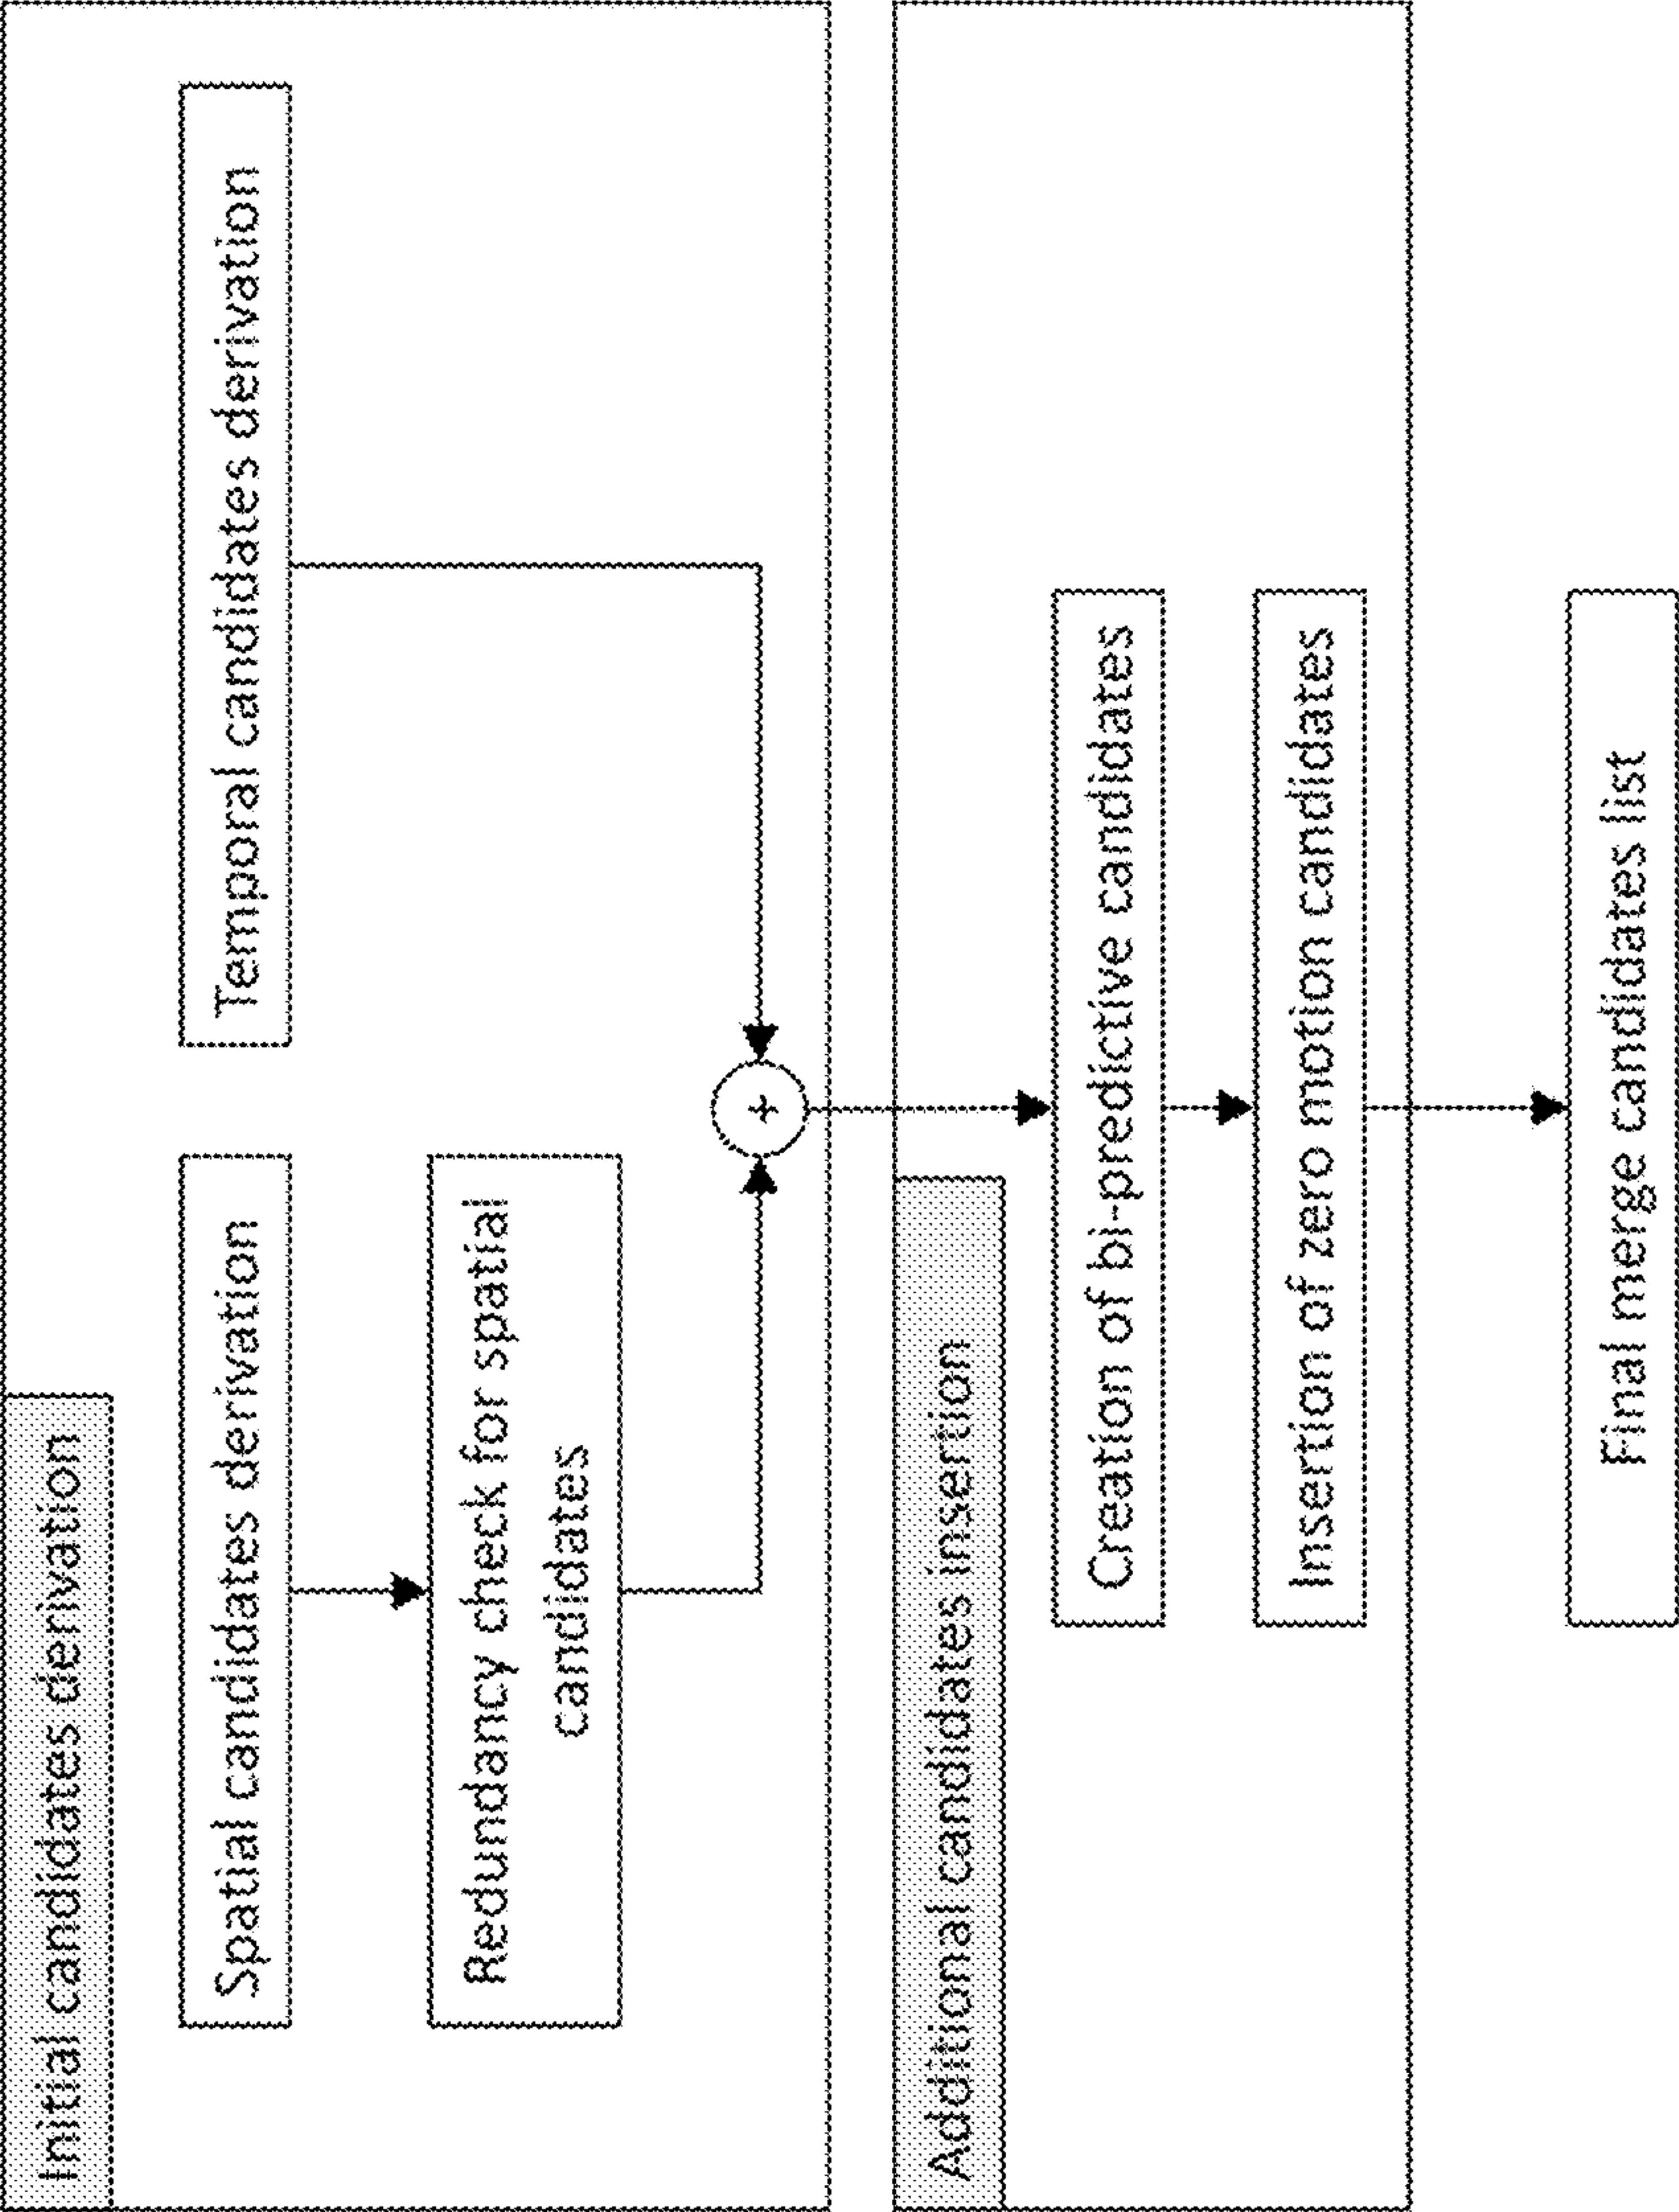 Initial candidates derivation
Spatial candidates derivation
Temporal candidates derivation
Redundancy check for spatial
candidates
+
Additional candidates insertion
Creation of bi-predictive candidates
Insertion of zero motion candidates
Final merge candidates list